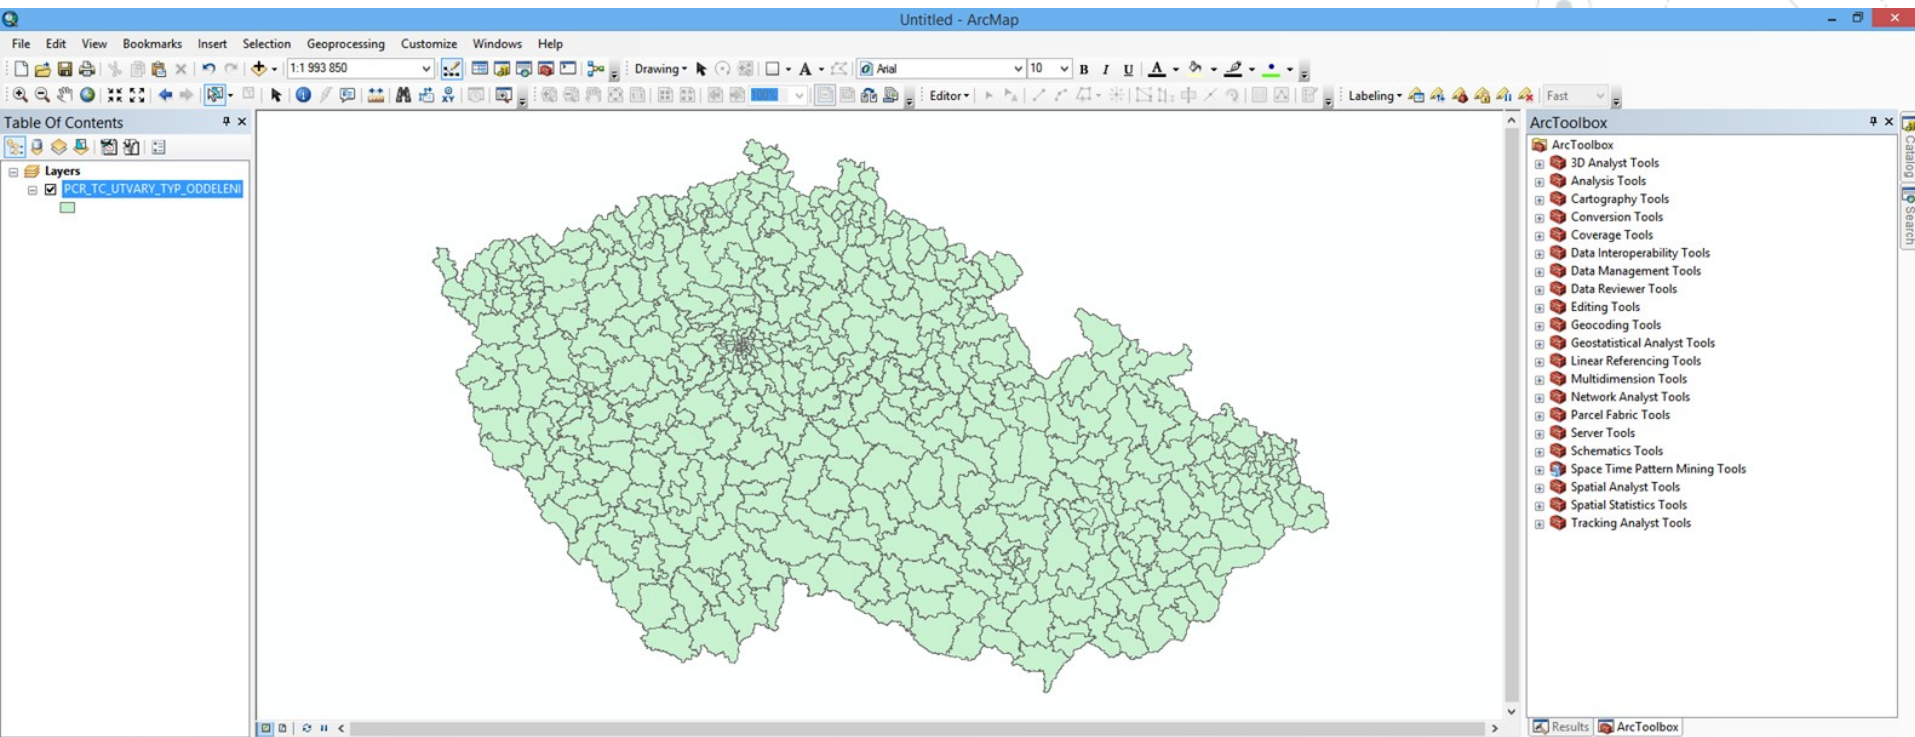 Untitled - ArcMap
File Edit View Bookmarks Insert Selection Geoprocessing Customize Windows Help
1:1 993 850 Drawing Arial 10 B I U A
100% Editor Labeling Fast
Table Of Contents
Layers
PCR_TC_UTVARY_TYP_ODDELENI
ArcToolbox
ArcToolbox
3D Analyst Tools
Analysis Tools
Cartography Tools
Conversion Tools
Coverage Tools
Data Interoperability Tools
Data Management Tools
Data Reviewer Tools
Editing Tools
Geocoding Tools
Geostatistical Analyst Tools
Linear Referencing Tools
Multidimension Tools
Network Analyst Tools
Parcel Fabric Tools
Server Tools
Schematics Tools
Space Time Pattern Mining Tools
Spatial Analyst Tools
Spatial Statistics Tools
Tracking Analyst Tools
Results ArcToolbox
Catalog
Search